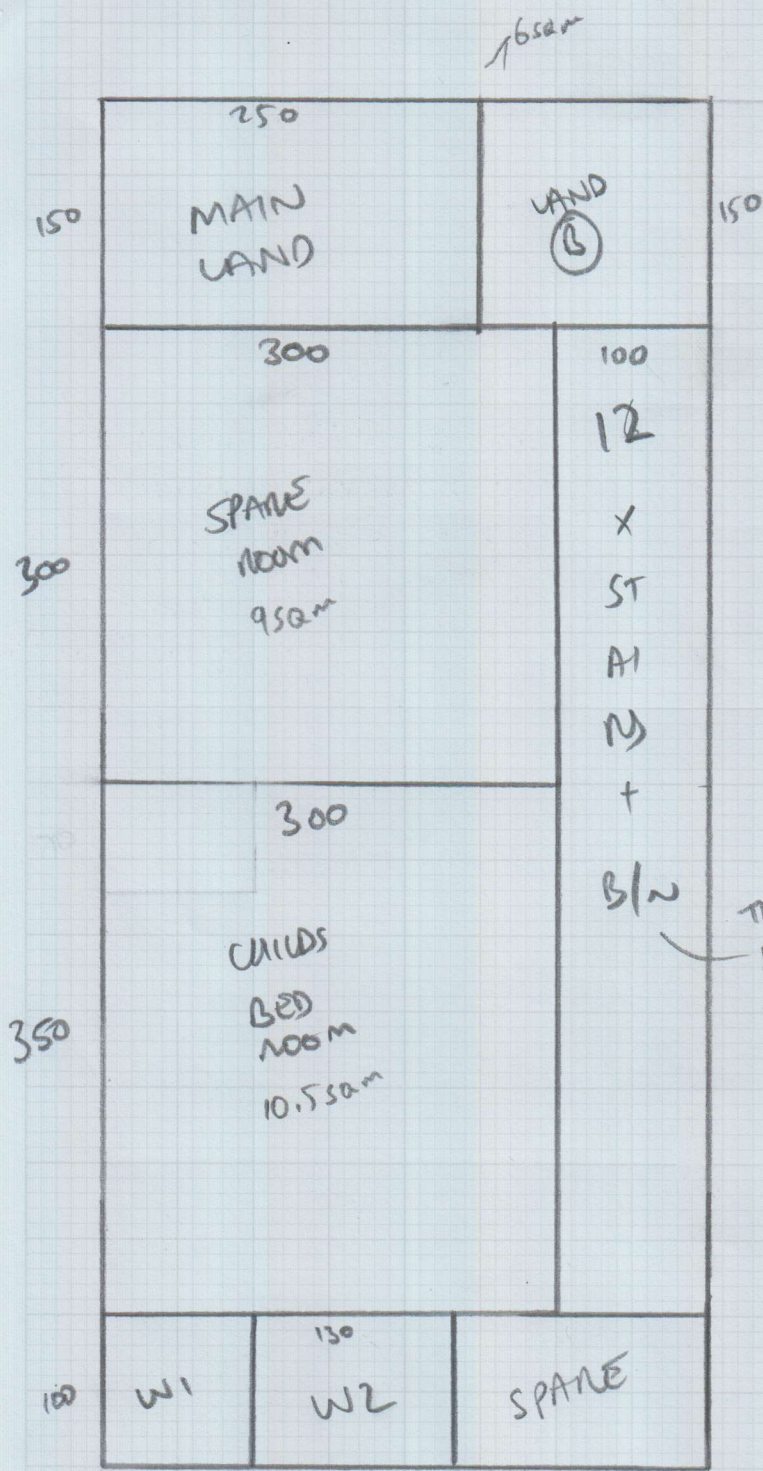 6sqm
250
150
MAIN
LAND
LAND
B
150
300
100
12
x
ST
AI
RS
+
B/R
300
SPARE
ROOM
9sqm
300
350
CHILDS
BED
ROOM
10.5sqm
100
W1
130
W2
SPARE